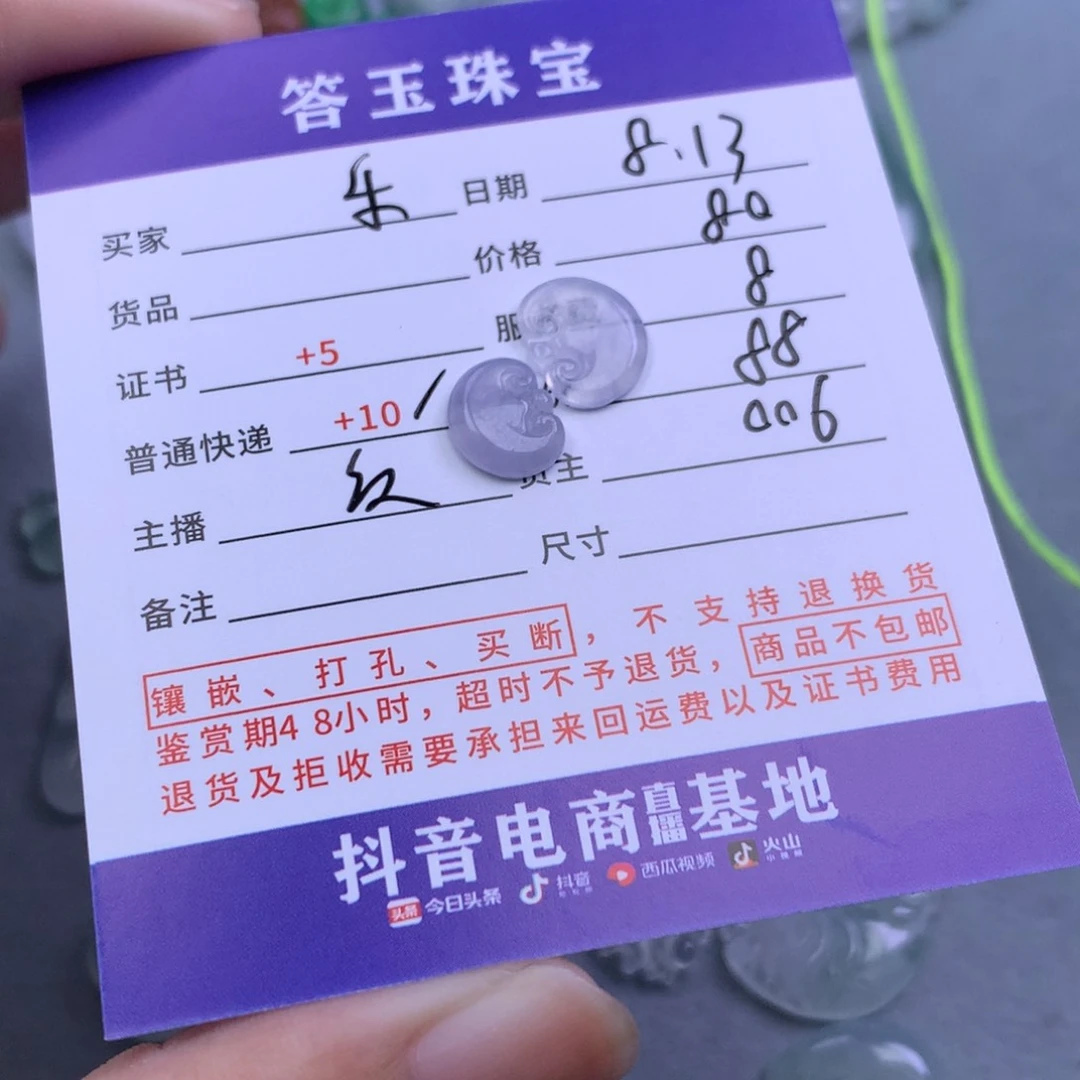 答玉珠宝
买家 朱 日期 8.13
货品 价格 80
证书 +5 服 8
普通快递 +10 / 88
主播 货主 006
备注 尺寸
镶嵌、打孔、买断，不支持退换货
鉴赏期48小时，超时不予退货，商品不包邮
退货及拒收需要承担来回运费以及证书费用
抖音电商直播基地
头条 今日头条 抖音 西瓜视频 火山